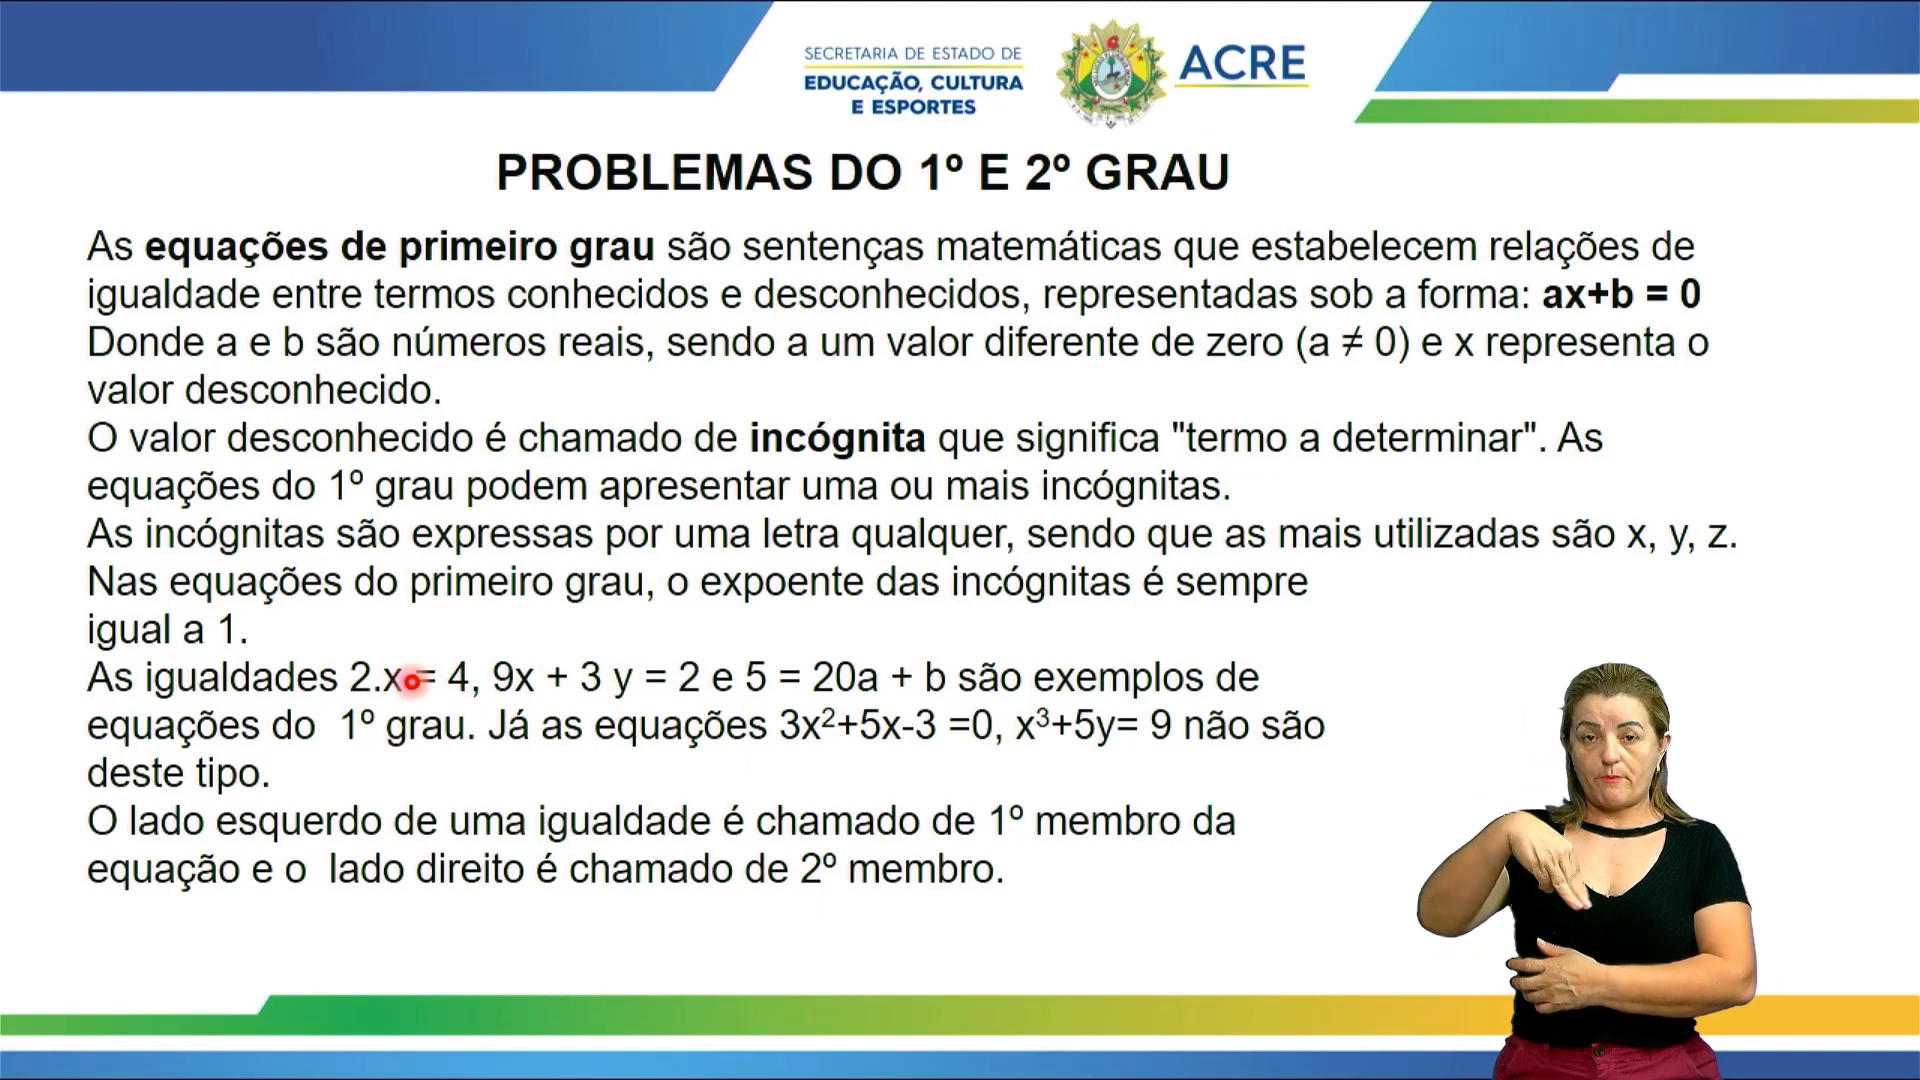 SECRETARIA DE ESTADO DE
EDUCAÇÃO, CULTURA
E ESPORTES
ACRE
PROBLEMAS DO 1º E 2º GRAU
As equações de primeiro grau são sentenças matemáticas que estabelecem relações de
igualdade entre termos conhecidos e desconhecidos, representadas sob a forma: ax+b = 0
Donde a e b são números reais, sendo a um valor diferente de zero (a ≠ 0) e x representa o
valor desconhecido.
O valor desconhecido é chamado de incógnita que significa "termo a determinar". As
equações do 1º grau podem apresentar uma ou mais incógnitas.
As incógnitas são expressas por uma letra qualquer, sendo que as mais utilizadas são x, y, z.
Nas equações do primeiro grau, o expoente das incógnitas é sempre
igual a 1.
As igualdades 2.x = 4, 9x + 3 y = 2 e 5 = 20a + b são exemplos de
equações do  1º grau. Já as equações 3x²+5x-3 =0, x³+5y= 9 não são
deste tipo.
O lado esquerdo de uma igualdade é chamado de 1º membro da
equação e o  lado direito é chamado de 2º membro.